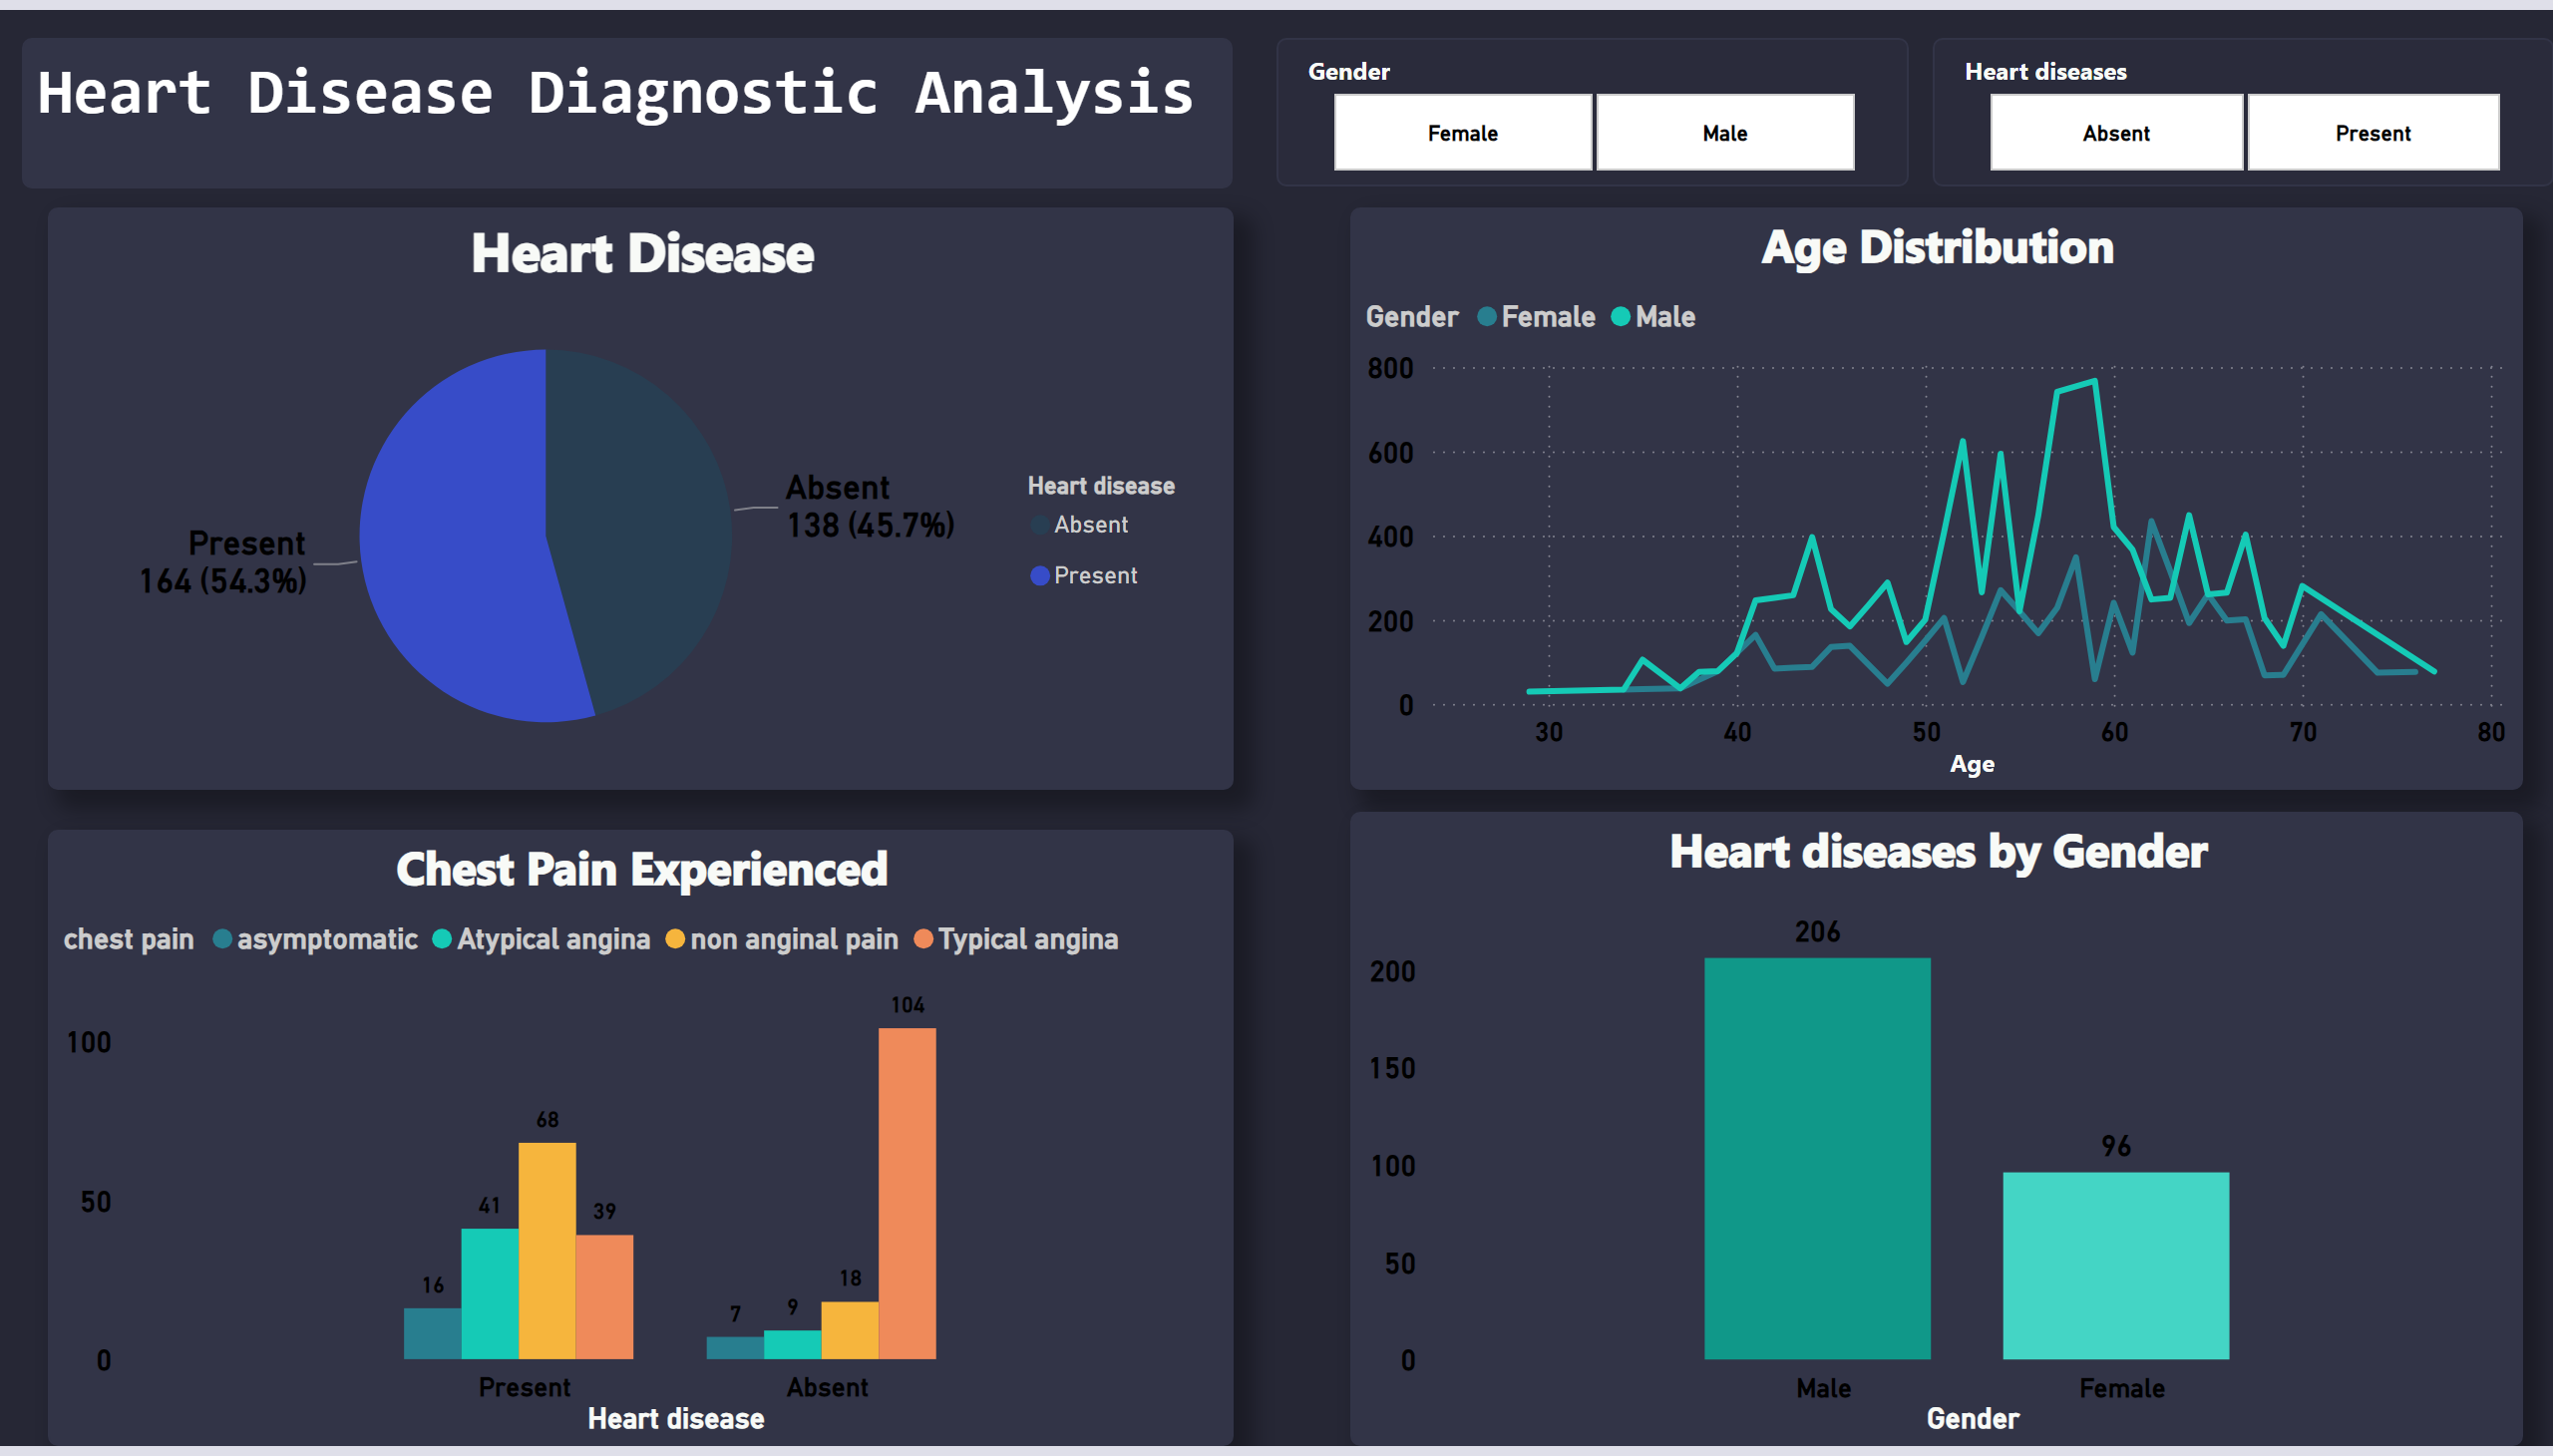 Heart Disease Diagnostic Analysis
Gender
Female Male
Heart diseases
Absent Present
Heart Disease
Absent
138 (45.7%)
Present
164 (54.3%)
Heart disease
Absent
Present
Age Distribution
Gender Female Male
800
600
400
200
0
30 40 50 60 70 80
Age
Chest Pain Experienced
chest pain asymptomatic Atypical angina non anginal pain Typical angina
100
50
0
16 41 68 39 7 9 18 104
Present Absent
Heart disease
Heart diseases by Gender
206
96
200
150
100
50
0
Male Female
Gender